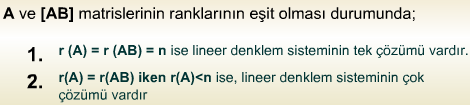 A ve [AB] matrislerinin ranklarının eşit olması durumunda;
1. r (A) = r (AB) = n ise lineer denklem sisteminin tek çözümü vardır.
2. r(A) = r(AB) iken r(A)<n ise, lineer denklem sisteminin çok
çözümü vardır